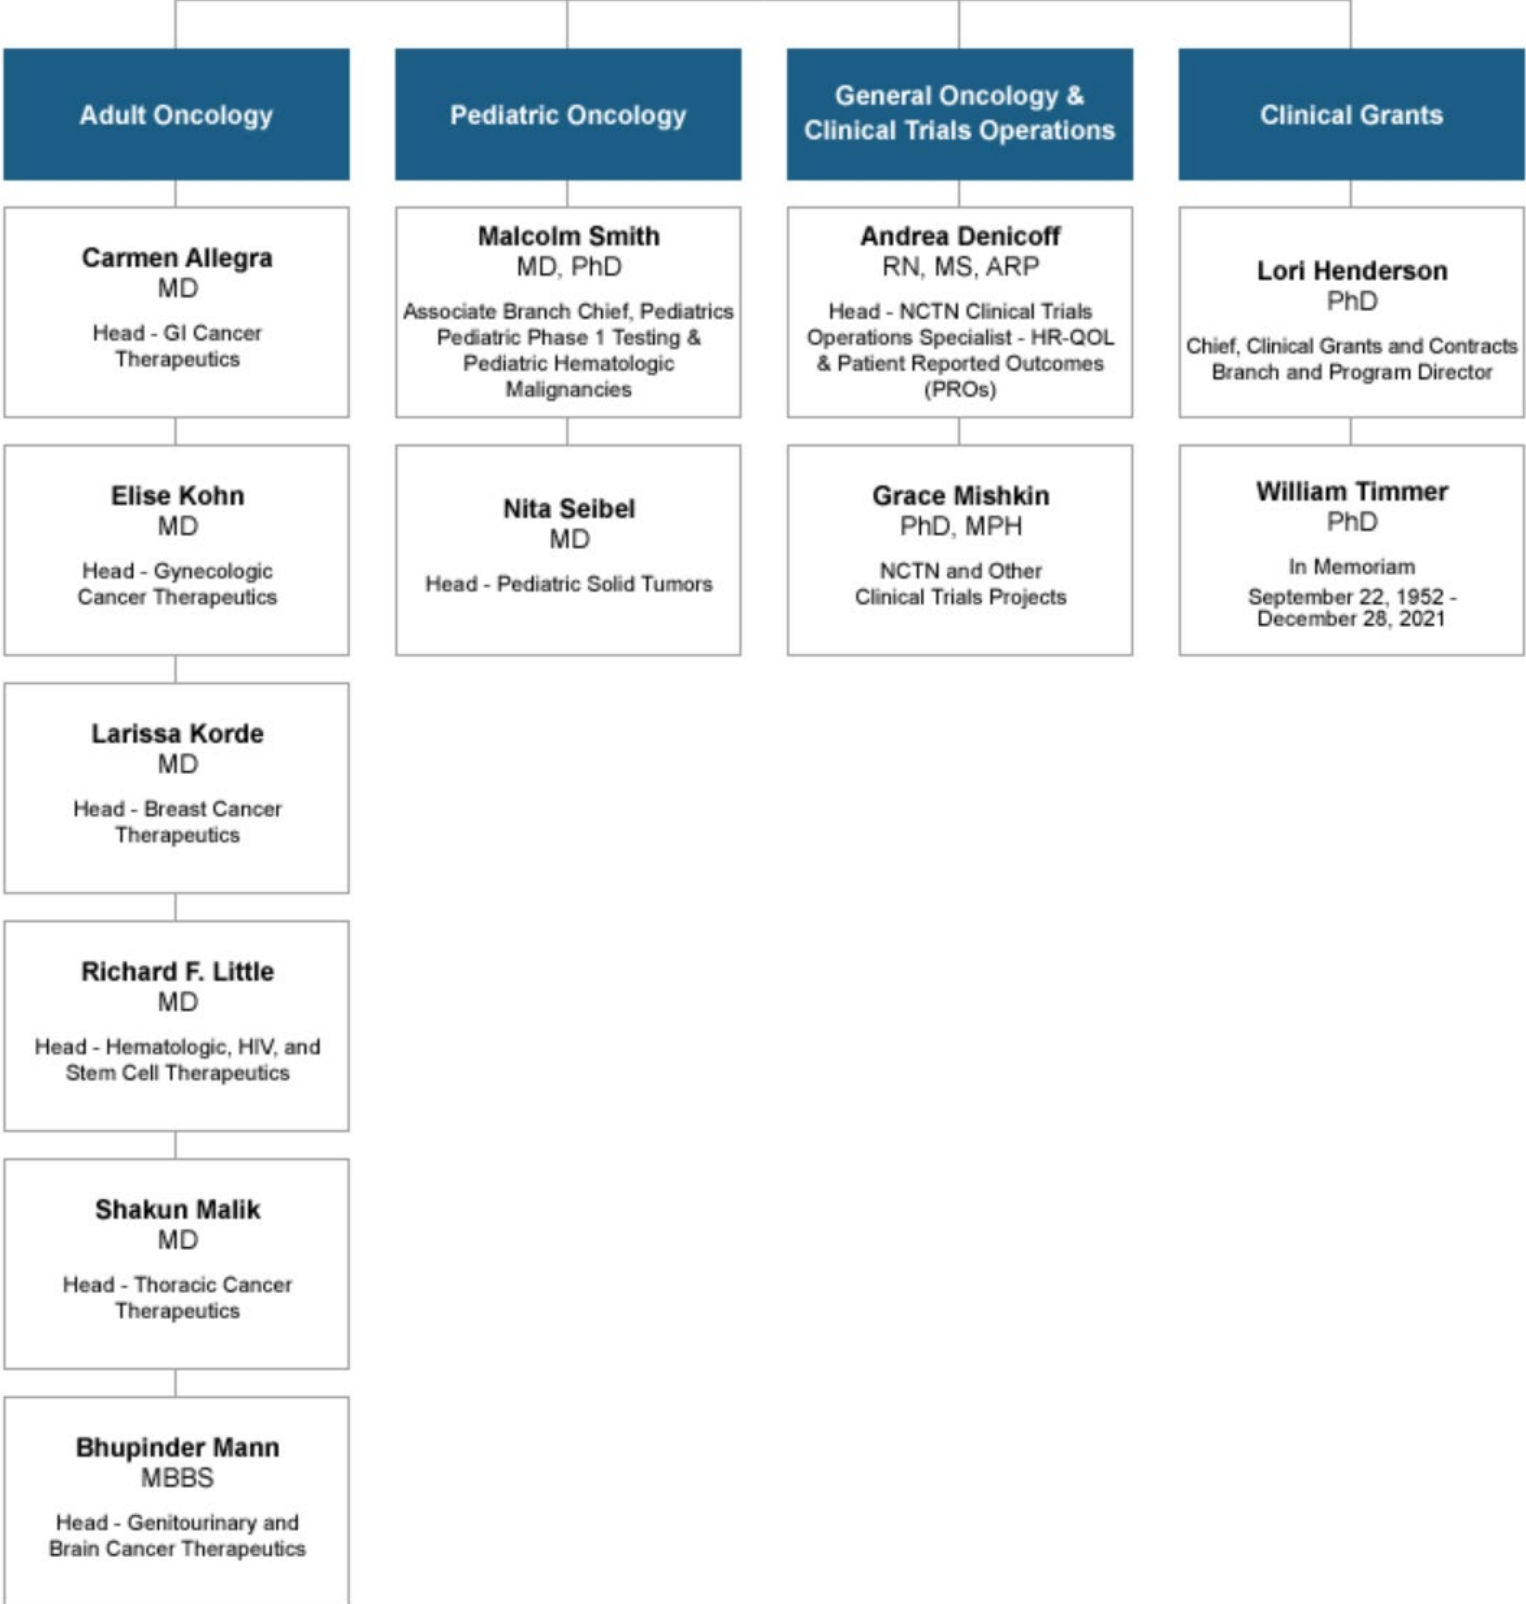 Adult Oncology
Carmen Allegra
MD
Head - GI Cancer
Therapeutics
Elise Kohn
MD
Head - Gynecologic
Cancer Therapeutics
Larissa Korde
MD
Head - Breast Cancer
Therapeutics
Richard F. Little
MD
Head - Hematologic, HIV, and
Stem Cell Therapeutics
Shakun Malik
MD
Head - Thoracic Cancer
Therapeutics
Bhupinder Mann
MBBS
Head - Genitourinary and
Brain Cancer Therapeutics
Pediatric Oncology
Malcolm Smith
MD, PhD
Associate Branch Chief, Pediatrics
Pediatric Phase 1 Testing &
Pediatric Hematologic
Malignancies
Nita Seibel
MD
Head - Pediatric Solid Tumors
General Oncology &
Clinical Trials Operations
Andrea Denicoff
RN, MS, ARP
Head - NCTN Clinical Trials
Operations Specialist - HR-QOL
& Patient Reported Outcomes
(PROs)
Grace Mishkin
PhD, MPH
NCTN and Other
Clinical Trials Projects
Clinical Grants
Lori Henderson
PhD
Chief, Clinical Grants and Contracts
Branch and Program Director
William Timmer
PhD
In Memoriam
September 22, 1952 -
December 28, 2021